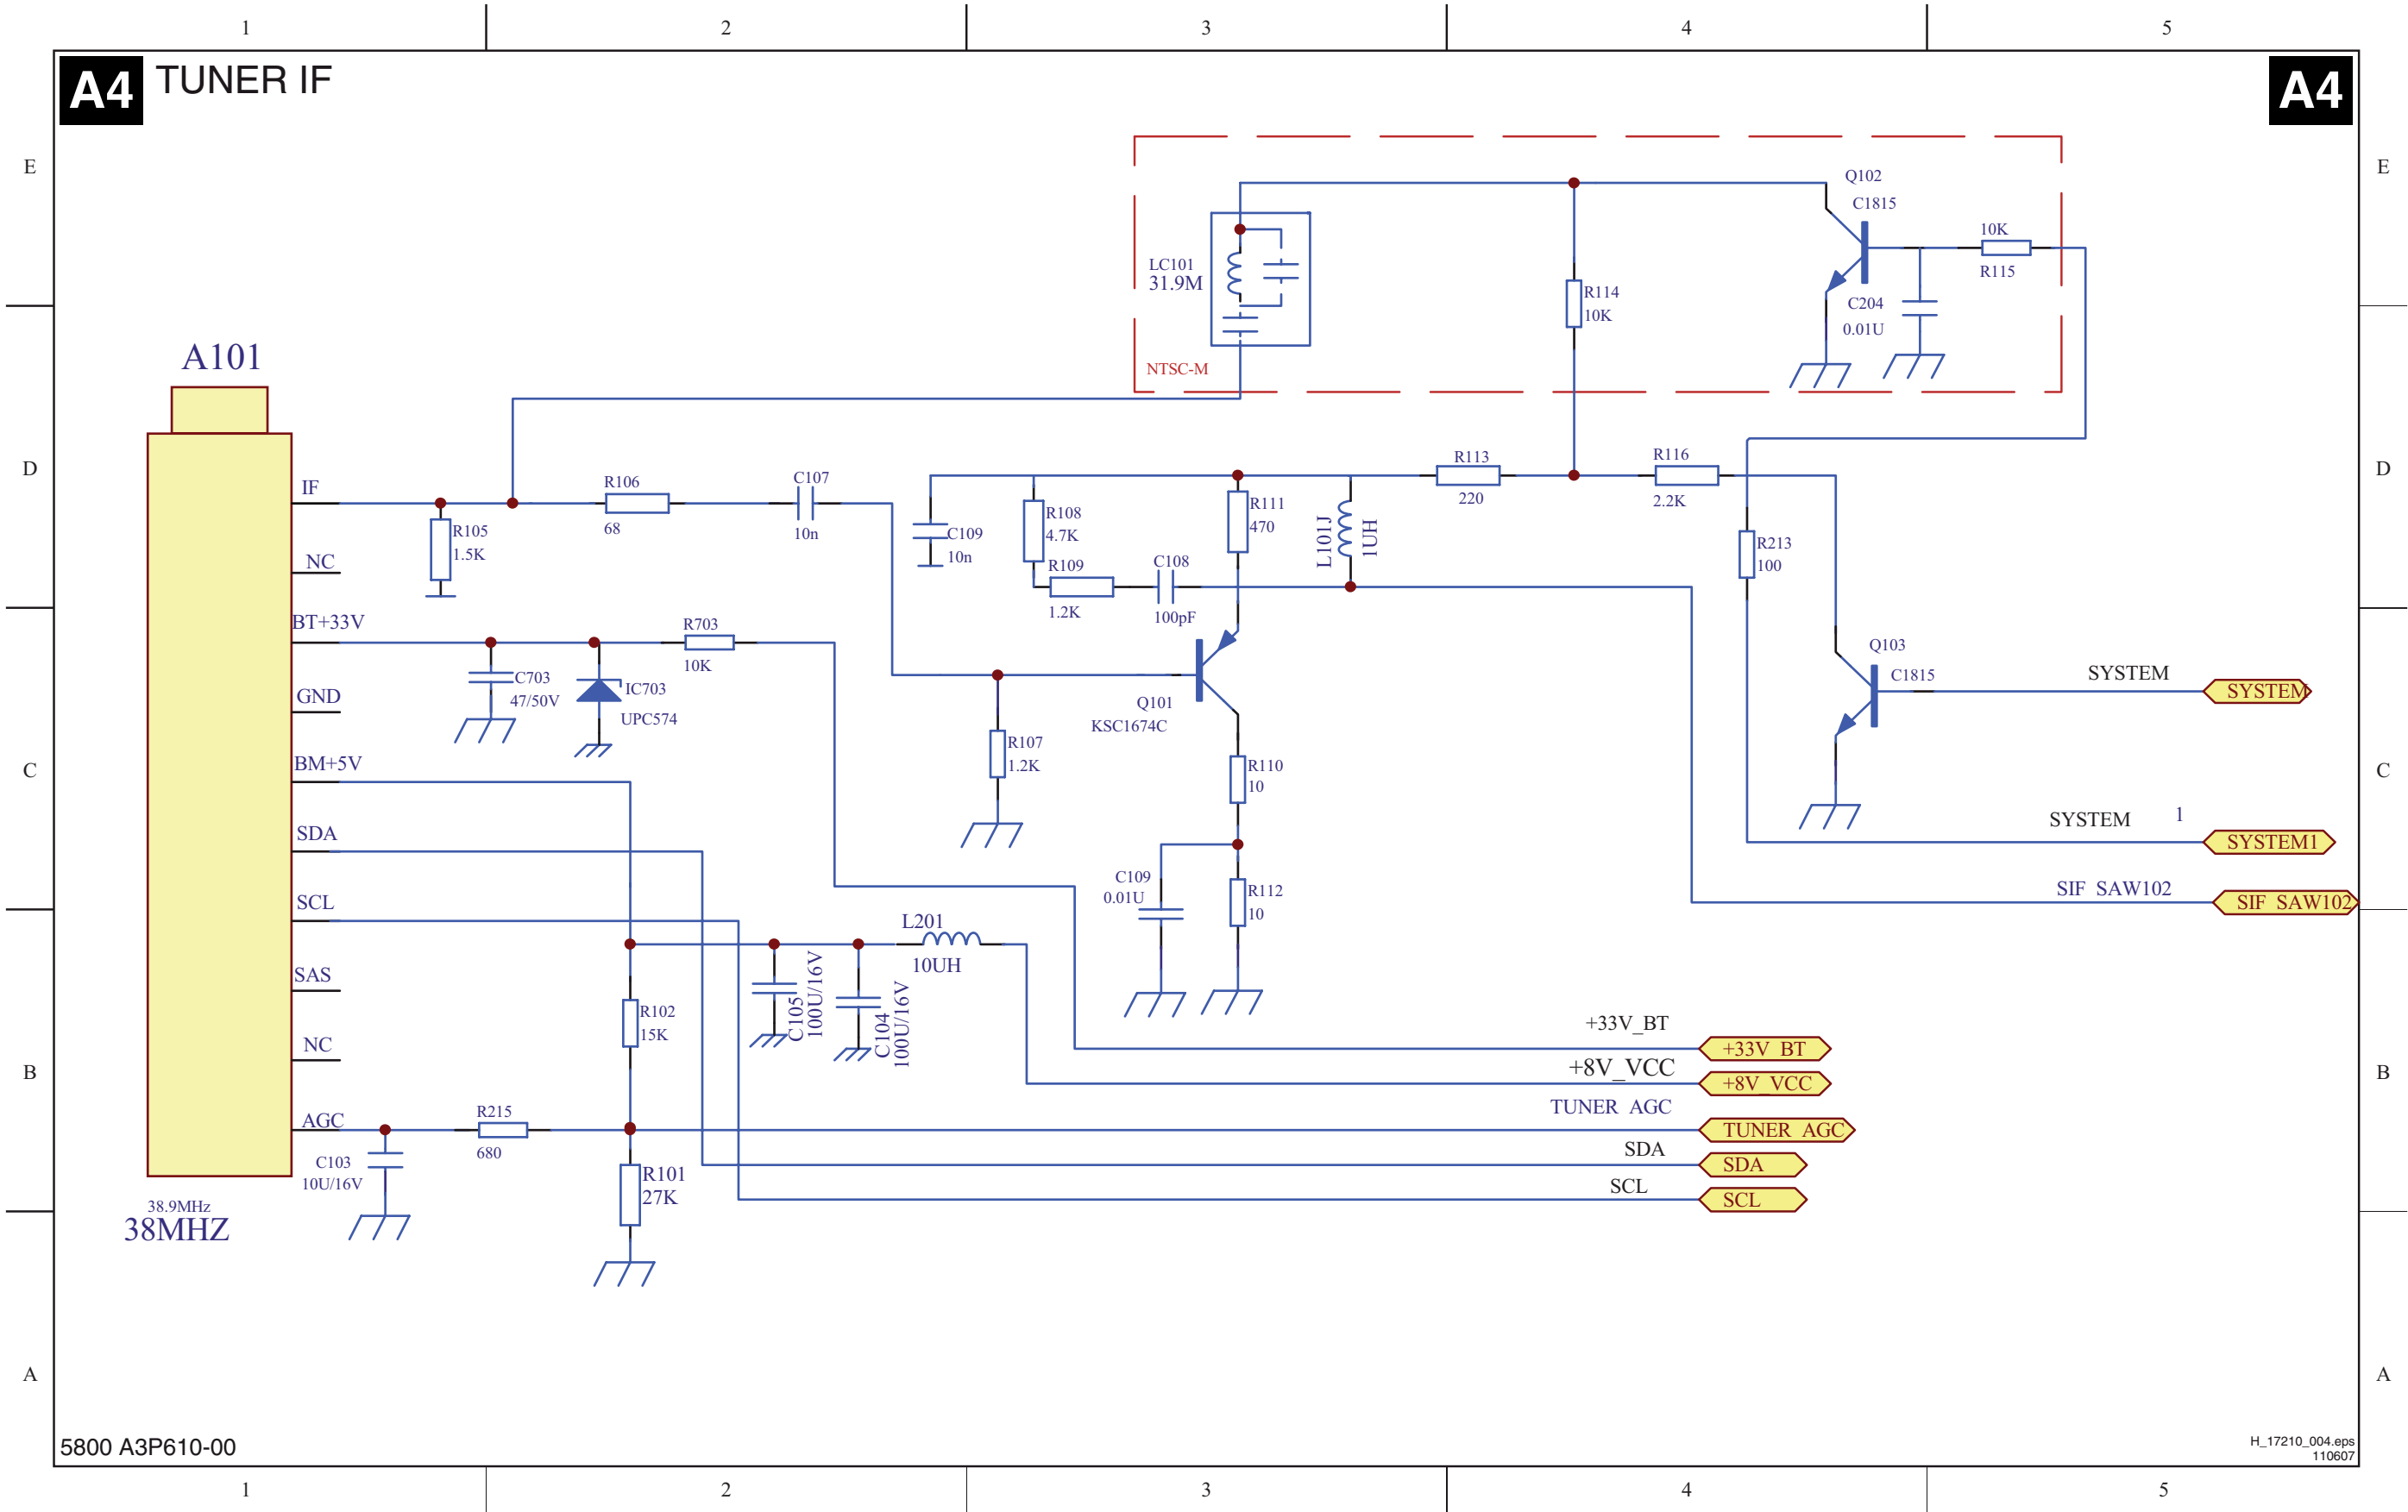 1 2 3 4 5
A4 TUNER IF A4
E E
Q102
C1815
10K
R115
LC101
31.9M
R114
10K
C204
0.01U
NTSC-M
A101
D D
IF
R106
68
C107
10n
R105
1.5K
NC
C109
10n
R108
4.7K
R109
1.2K
C108
100pF
R111
470
L101J
1UH
R113
220
R116
2.2K
R213
100
BT+33V
R703
10K
C703
47/50V
IC703
UPC574
GND
Q101
KSC1674C
Q103
C1815
SYSTEM
SYSTEM
C C
BM+5V
R107
1.2K
R110
10
SDA
SYSTEM 1
SYSTEM1
C109
0.01U
R112
10
SIF SAW102
SIF SAW102
SCL
L201
10UH
SAS
C105
100U/16V
C104
100U/16V
R102
15K
NC
+33V_BT
+33V BT
B B
+8V_VCC
+8V VCC
AGC
R215
680
TUNER AGC
TUNER AGC
C103
10U/16V
SDA
SDA
R101
27K
SCL
SCL
38.9MHz
38MHZ
A A
5800 A3P610-00
H_17210_004.eps
110607
1 2 3 4 5